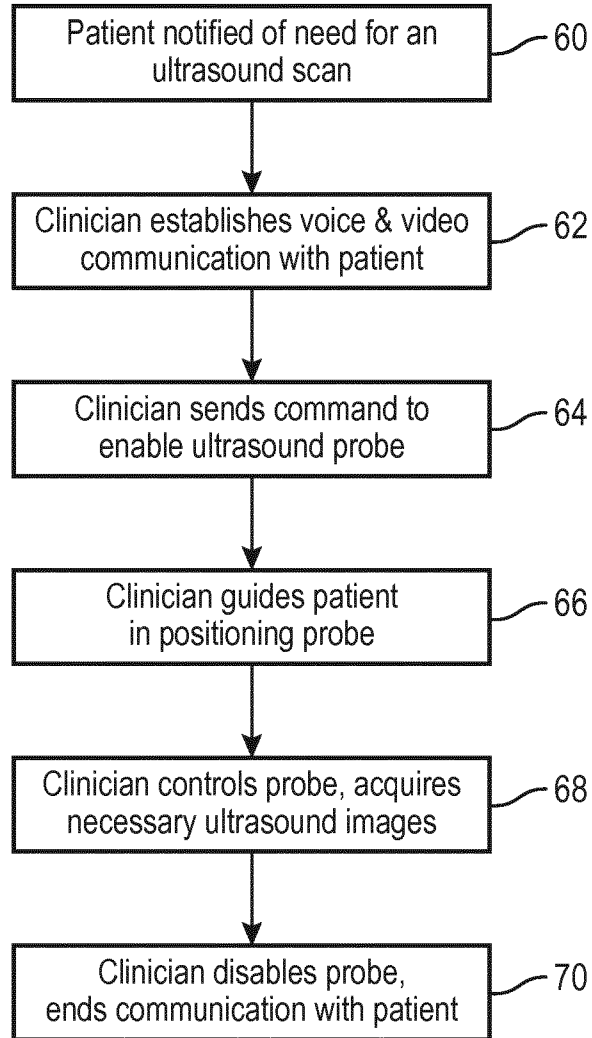 Patient notified of need for an
ultrasound scan
60
Clinician establishes voice & video
communication with patient
62
Clinician sends command to
enable ultrasound probe
64
Clinician guides patient
in positioning probe
66
Clinician controls probe, acquires
necessary ultrasound images
68
Clinician disables probe,
ends communication with patient
70